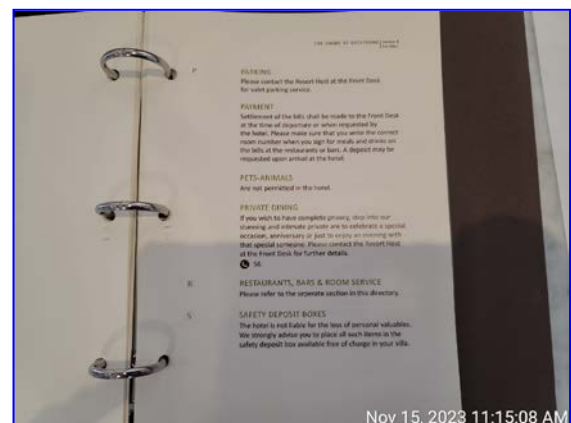 P
PARKING
Please contact the Resort Host at the Front Desk
for valet parking service.
PAYMENT
Settlement of the bills shall be made to the Front Desk
at the time of departure or when requested by
the hotel. Please make sure that you write the correct
room number when you sign for meals and drinks on
the bills at the restaurants or bars. A deposit may be
requested upon arrival at the hotel.
PETS-ANIMALS
Are not permitted in the hotel.
PRIVATE DINING
If you wish to have complete privacy, step into our
stunning and intimate private are to celebrate a special
occasion, anniversary or just to enjoy an evening with
that special someone. Please contact the Resort Host
at the Front Desk for further details.
56
R
RESTAURANTS, BARS & ROOM SERVICE
Please refer to the seperate section in this directory.
S
SAFETY DEPOSIT BOXES
The hotel is not liable for the loss of personal valuables.
We strongly advise you to place all such items in the
safety deposit box available free of charge in your villa.
Nov 15, 2023 11:15:08 AM